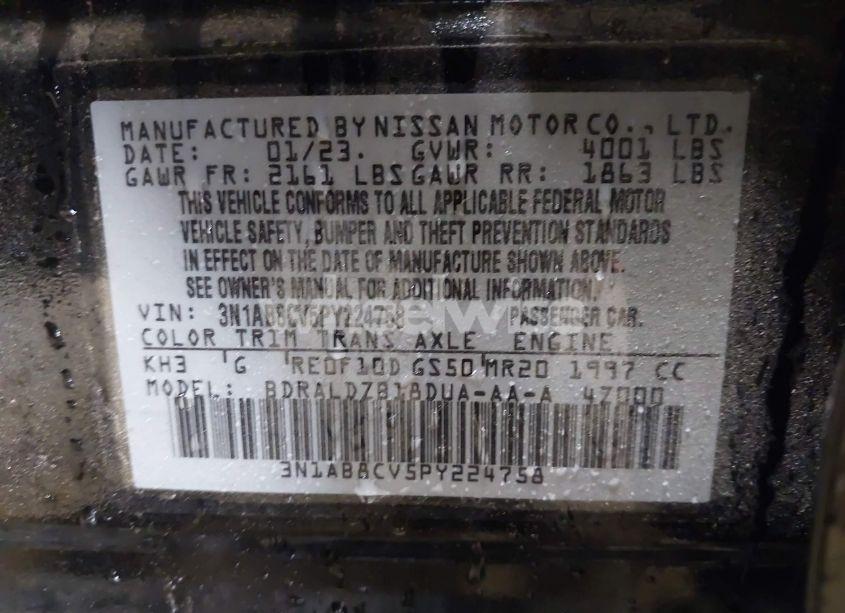 MANUFACTURED BY NISSAN MOTOR CO., LTD.
DATE: 01/23. GVWR: 4001 LBS
GAWR FR: 2161 LBS GAWR RR: 1863 LBS
THIS VEHICLE CONFORMS TO ALL APPLICABLE FEDERAL MOTOR
VEHICLE SAFETY, BUMPER AND THEFT PREVENTION STANDARDS
IN EFFECT ON THE DATE OF MANUFACTURE SHOWN ABOVE.
SEE OWNER'S MANUAL FOR ADDITIONAL INFORMATION.
VIN: 3N1AB8CV5PY224758 PASSENGER CAR.
COLOR TRIM TRANS AXLE ENGINE
KH3 G RE0F10D GS50 MR20 1997 CC
MODEL: BDRALDZ818DUA-AA-A 47000
3N1AB8CV5PY224758